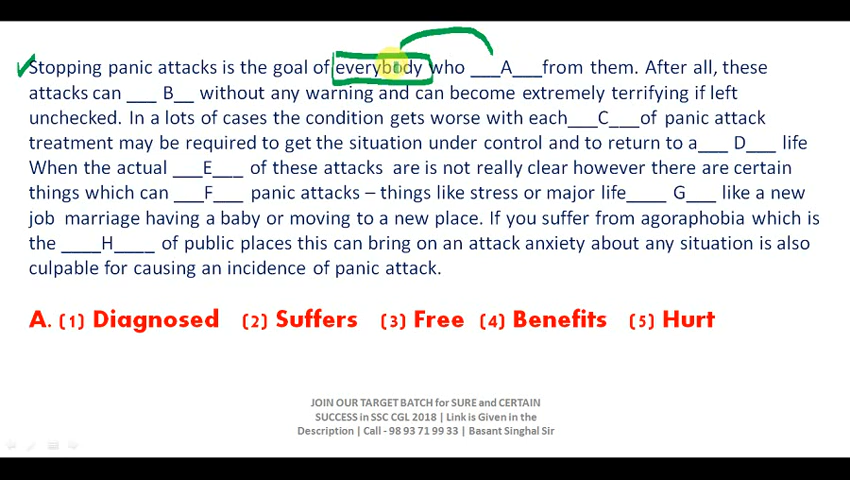 Stopping panic attacks is the goal of everybody who ___A___from them. After all, these
attacks can ___ B__ without any warning and can become extremely terrifying if left
unchecked. In a lots of cases the condition gets worse with each___C___of panic attack
treatment may be required to get the situation under control and to return to a___ D___ life
When the actual ___E___ of these attacks are is not really clear however there are certain
things which can ___F___ panic attacks – things like stress or major life____ G___ like a new
job marriage having a baby or moving to a new place. If you suffer from agoraphobia which is
the ____H____ of public places this can bring on an attack anxiety about any situation is also
culpable for causing an incidence of panic attack.
A. (1) Diagnosed (2) Suffers (3) Free (4) Benefits (5) Hurt
JOIN OUR TARGET BATCH for SURE and CERTAIN
SUCCESS in SSC CGL 2018 | Link is Given in the
Description | Call - 98 93 71 99 33 | Basant Singhal Sir